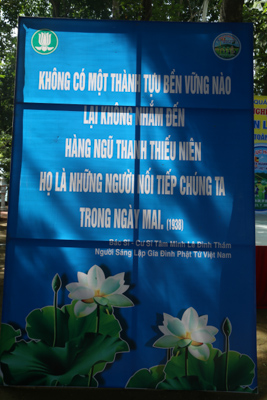 KHÔNG CÓ MỘT THÀNH TỰU BỀN VỮNG NÀO
LẠI KHÔNG NHẮM ĐẾN
HÀNG NGŨ THANH THIẾU NIÊN
HỌ LÀ NHỮNG NGƯỜI NỐI TIẾP CHÚNG TA
TRONG NGÀY MAI. (1938)
Bác Sĩ - Cư Sĩ Tâm Minh Lê Đình Thám
Người Sáng Lập Gia Đình Phật Tử Việt Nam